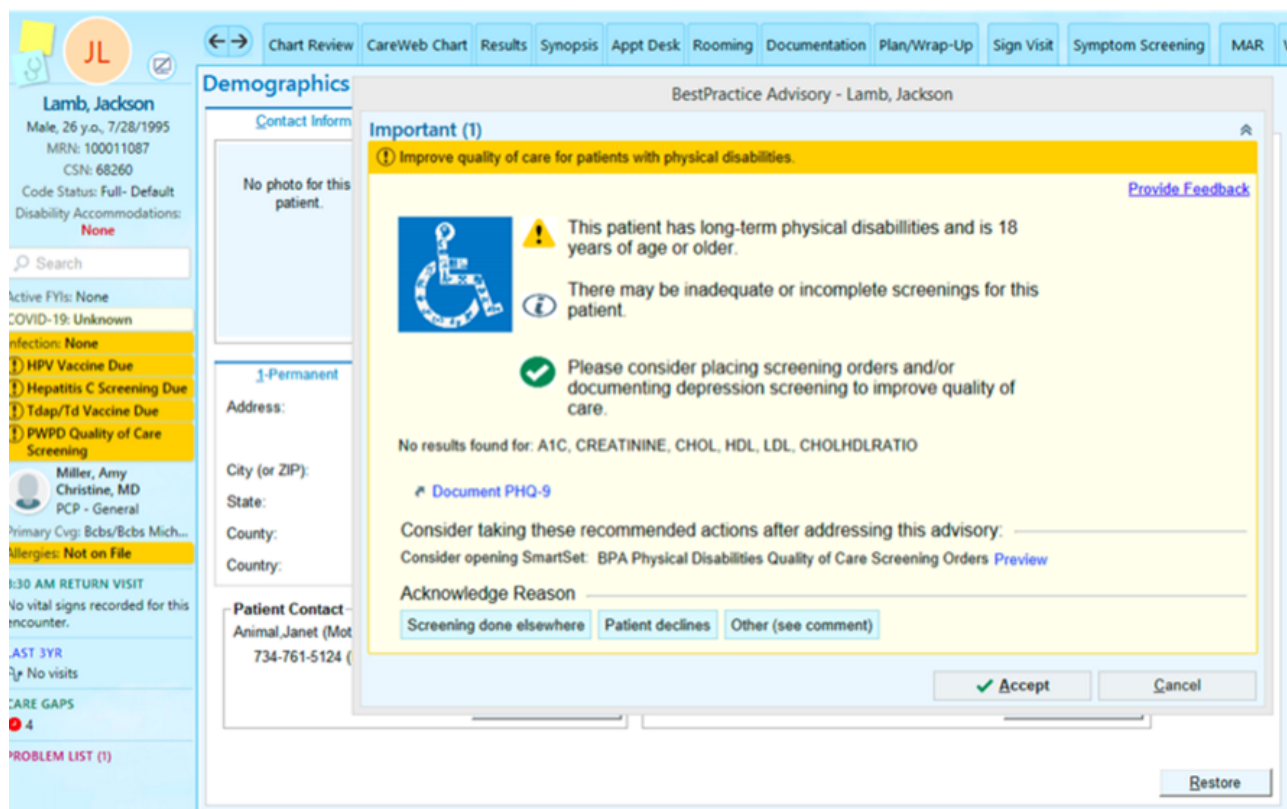 JL
Lamb, Jackson
Male, 26 y.o., 7/28/1995
MRN: 100011087
CSN: 68260
Code Status: Full- Default
Disability Accommodations:
None
Search
Active FYIs: None
COVID-19: Unknown
Infection: None
HPV Vaccine Due
Hepatitis C Screening Due
Tdap/Td Vaccine Due
PWPD Quality of Care
Screening
Miller, Amy
Christine, MD
PCP - General
Primary Cvg: Bcbs/Bcbs Mich...
Allergies: Not on File
:30 AM RETURN VISIT
No vital signs recorded for this
encounter.
LAST 3YR
No visits
CARE GAPS
4
PROBLEM LIST (1)
Chart Review CareWeb Chart Results Synopsis Appt Desk Rooming Documentation Plan/Wrap-Up Sign Visit Symptom Screening MAR
Demographics
Contact Inform
No photo for this
patient.
1-Permanent
Address:
City (or ZIP):
State:
County:
Country:
Patient Contact
Animal,Janet (Mot
734-761-5124 (
BestPractice Advisory - Lamb, Jackson
Important (1)
Improve quality of care for patients with physical disabilities.
Provide Feedback
This patient has long-term physical disabillities and is 18
years of age or older.
There may be inadequate or incomplete screenings for this
patient.
Please consider placing screening orders and/or
documenting depression screening to improve quality of
care.
No results found for: A1C, CREATININE, CHOL, HDL, LDL, CHOLHDLRATIO
Document PHQ-9
Consider taking these recommended actions after addressing this advisory:
Consider opening SmartSet: BPA Physical Disabilities Quality of Care Screening Orders Preview
Acknowledge Reason
Screening done elsewhere Patient declines Other (see comment)
Accept Cancel
Restore